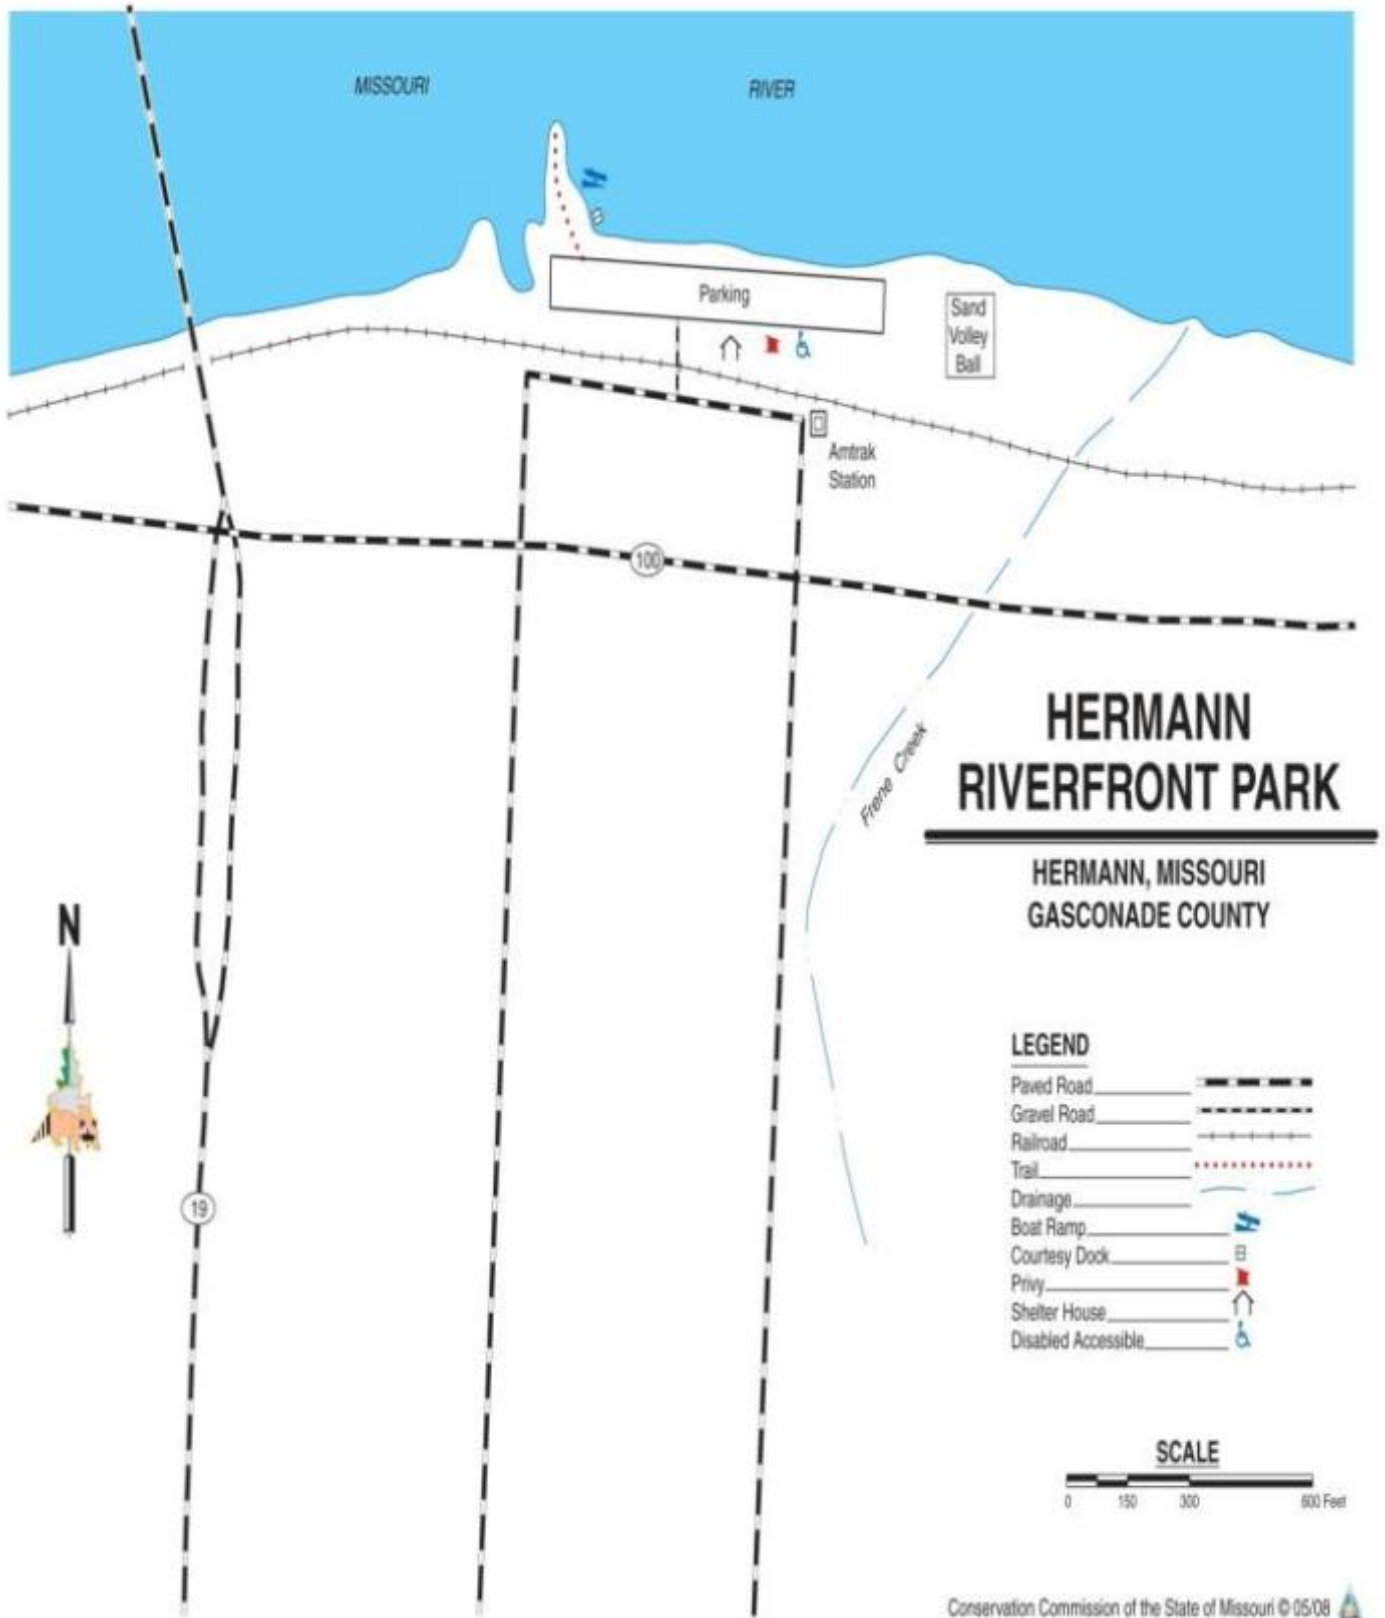 MISSOURI
RIVER
Parking
Sand
Volley
Ball
Amtrak
Station
100
Frene Creek
HERMANN
RIVERFRONT PARK
HERMANN, MISSOURI
GASCONADE COUNTY
N
LEGEND
Paved Road
Gravel Road
Railroad
Trail
Drainage
Boat Ramp
Courtesy Dock
Privy
Shelter House
Disabled Accessible
19
SCALE
0 150 300 600 Feet
Conservation Commission of the State of Missouri © 05/08